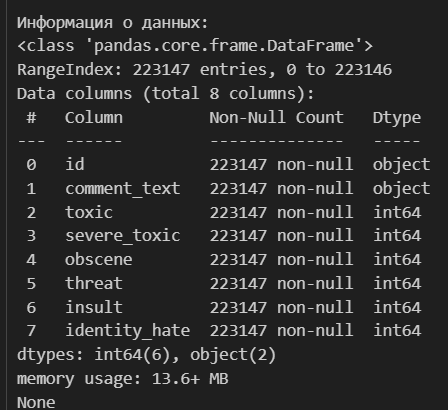 Информация о данных:
<class 'pandas.core.frame.DataFrame'>
RangeIndex: 223147 entries, 0 to 223146
Data columns (total 8 columns):
 #   Column         Non-Null Count   Dtype
---  ------         --------------   -----
 0   id             223147 non-null  object
 1   comment_text   223147 non-null  object
 2   toxic          223147 non-null  int64
 3   severe_toxic   223147 non-null  int64
 4   obscene        223147 non-null  int64
 5   threat         223147 non-null  int64
 6   insult         223147 non-null  int64
 7   identity_hate  223147 non-null  int64
dtypes: int64(6), object(2)
memory usage: 13.6+ MB
None